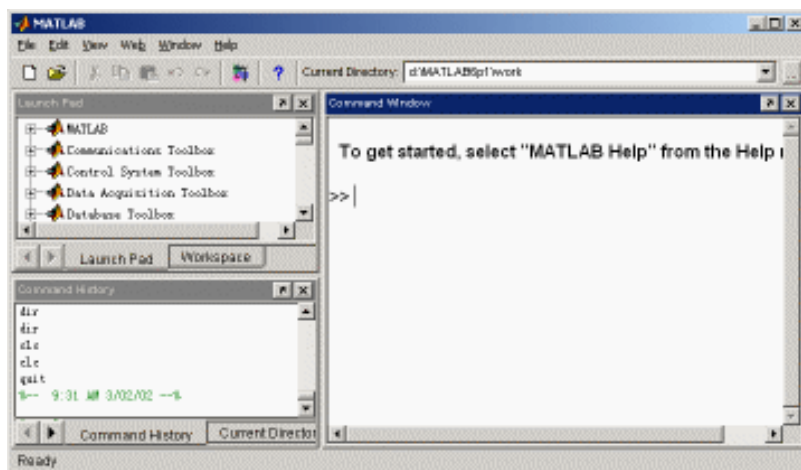 MATLAB
File Edit View Web Window Help
Current Directory: d:\MATLAB6p1\work
...
Launch Pad
MATLAB
Communications Toolbox
Control System Toolbox
Data Acquisition Toolbox
Database Toolbox
Launch Pad Workspace
Command History
dir
dir
clc
clc
quit
%-- 9:31 AM 3/02/02 --%
Command History Current Director
Command Window
To get started, select "MATLAB Help" from the Help
>>
Ready